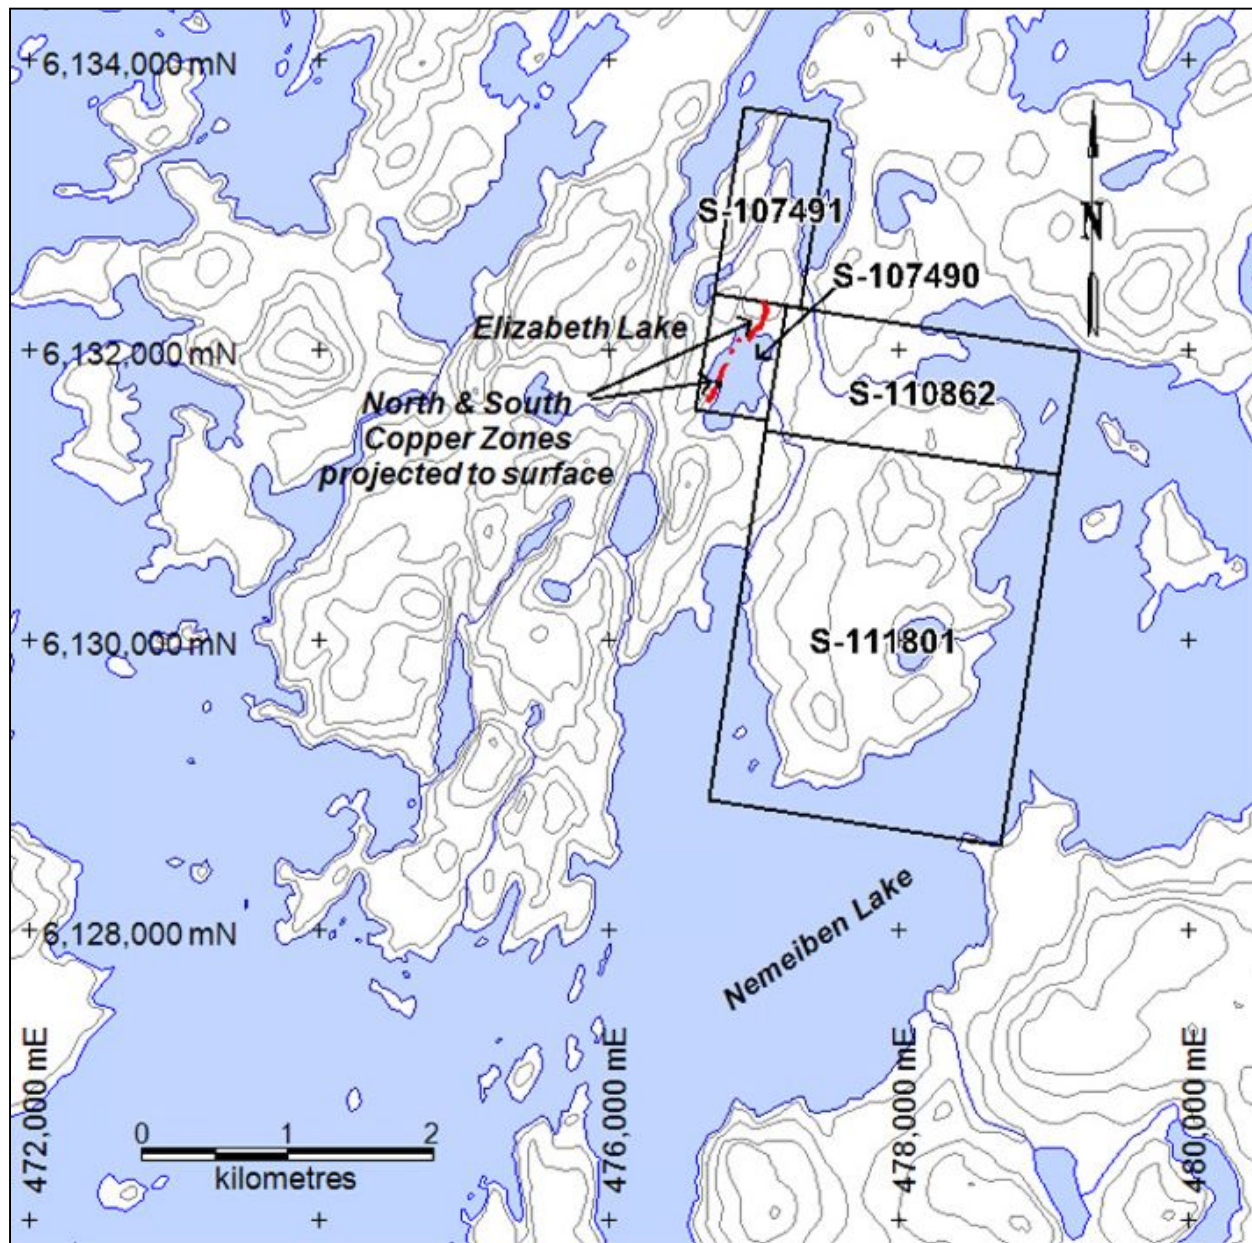 6,134,000 mN
S-107491
N
S-107490
Elizabeth Lake
6,132,000 mN
S-110862
North & South
Copper Zones
projected to surface
6,130,000 mN
S-111801
Nemeiben Lake
6,128,000 mN
472,000 mE
476,000 mE
478,000 mE
480,000 mE
0 1 2
kilometres